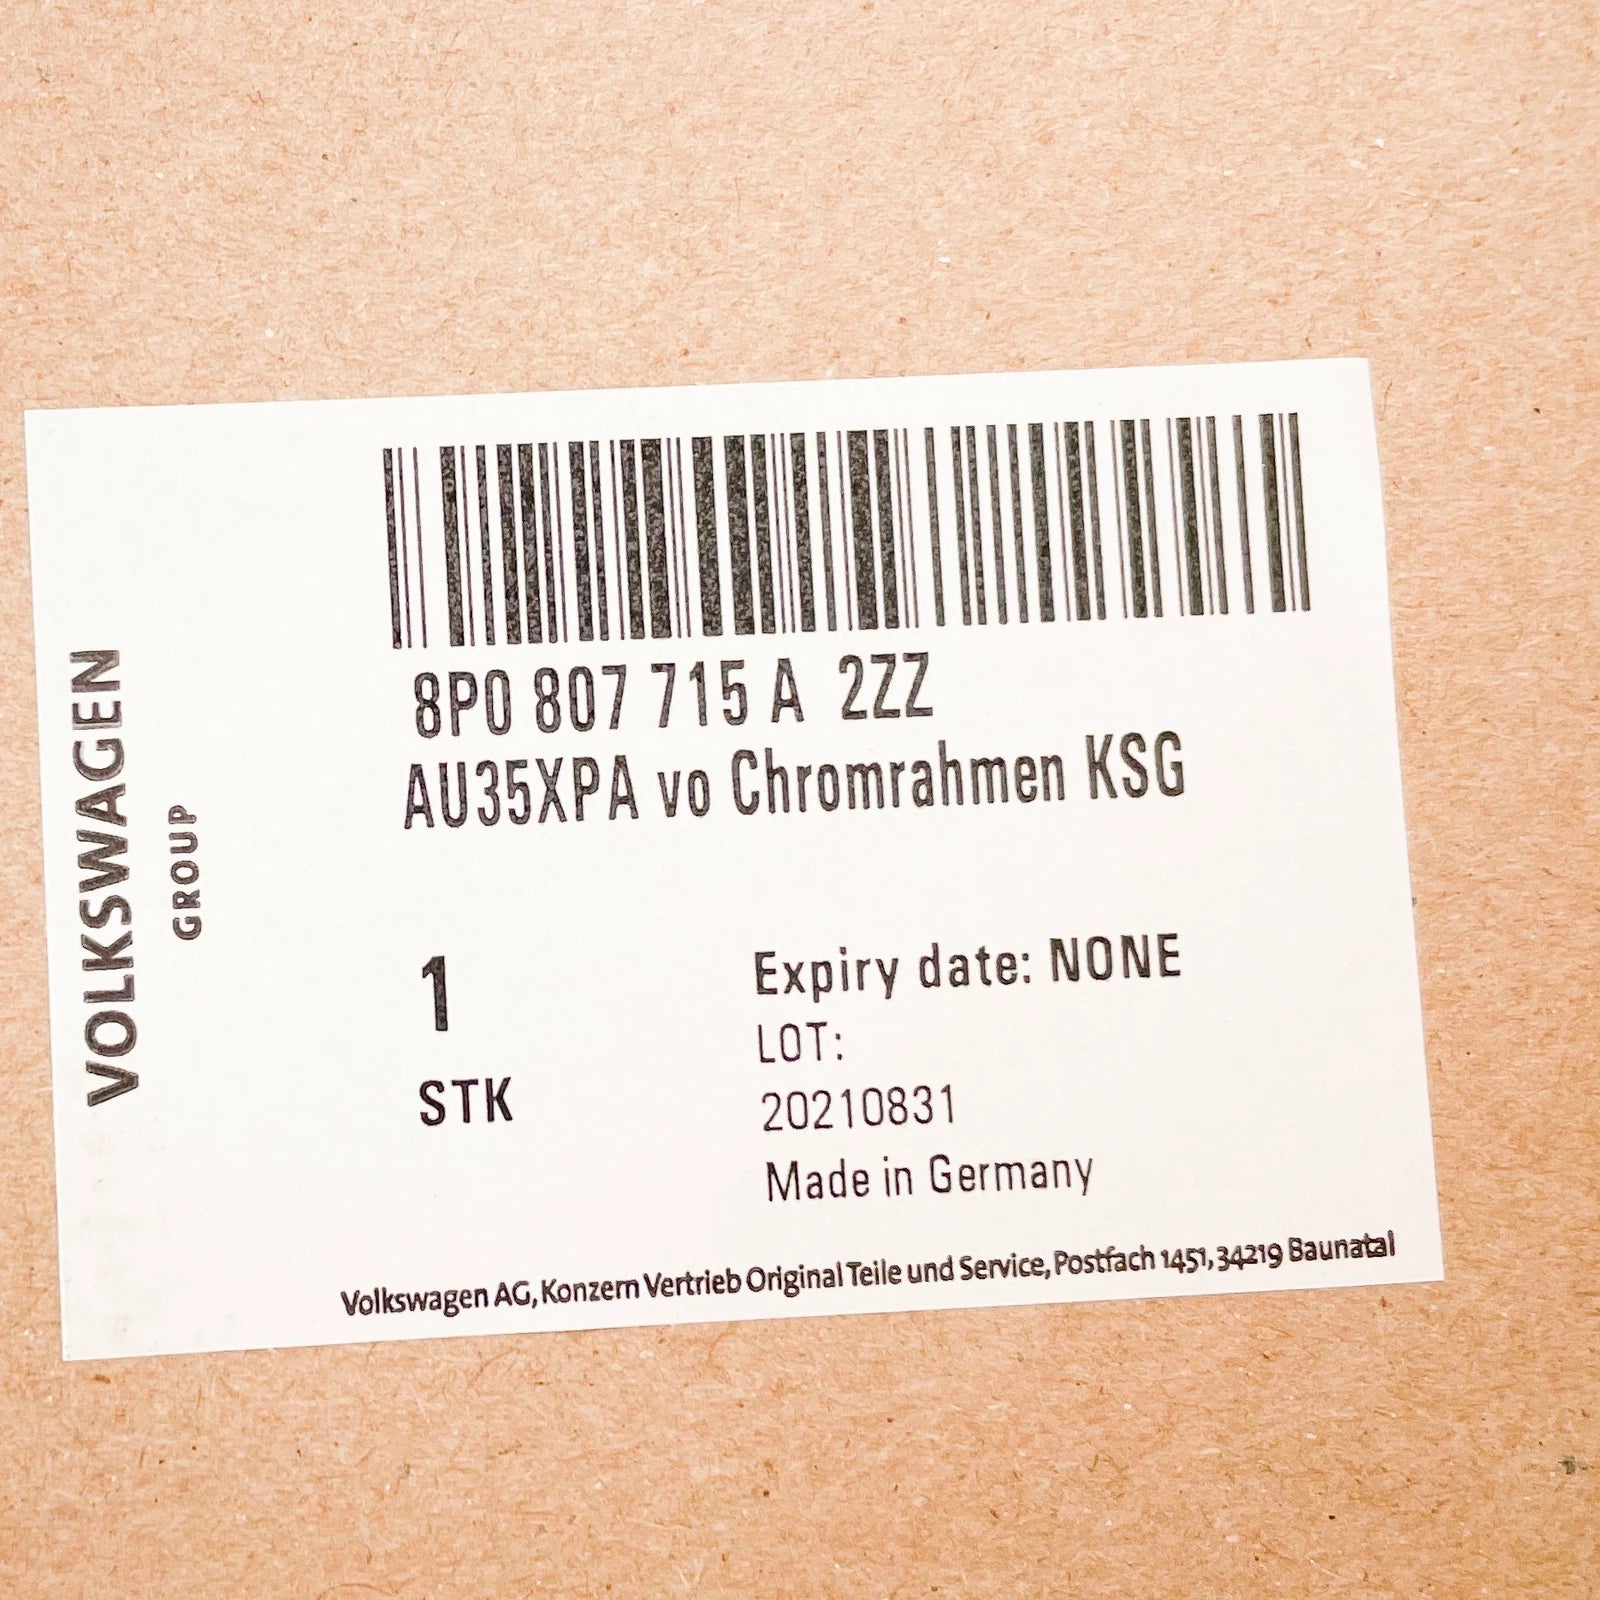 VOLKSWAGEN
GROUP
8P0 807 715 A 2ZZ
AU35XPA vo Chromrahmen KSG
1
STK
Expiry date: NONE
LOT:
20210831
Made in Germany
Volkswagen AG, Konzern Vertrieb Original Teile und Service, Postfach 1451, 34219 Baunatal